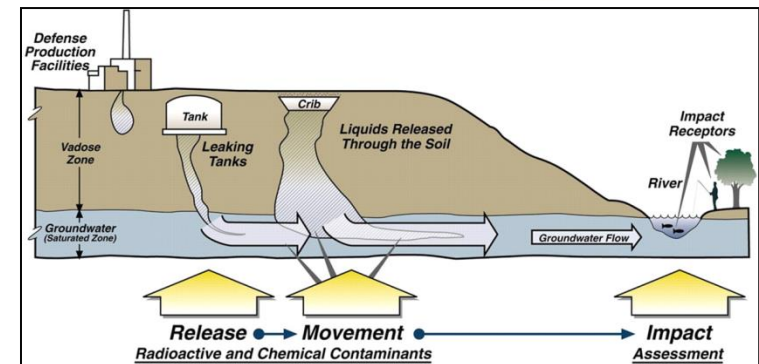 Defense
Production
Facilities
Tank
Crib
Impact
Receptors
Vadose
Zone
Leaking
Tanks
Liquids Released
Through the Soil
River
Groundwater
(Saturated Zone)
Groundwater Flow
Release
Movement
Impact
Radioactive and Chemical Contaminants
Assessment